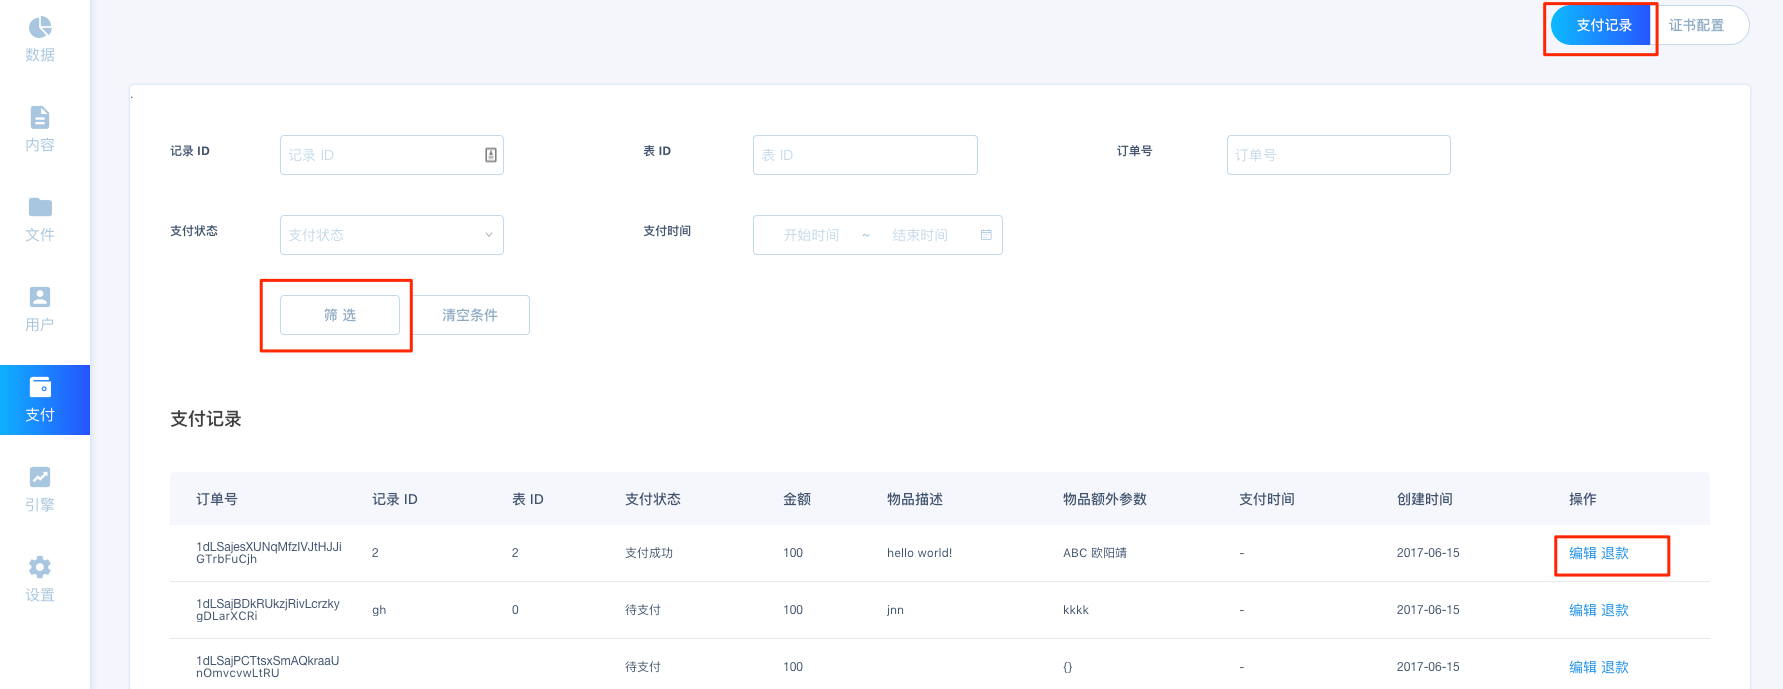 支付记录
证书配置
数据
内容
文件
用户
支付
引擎
设置
记录 ID
记录 ID
表 ID
表 ID
订单号
订单号
支付状态
支付状态
支付时间
开始时间 ~ 结束时间
筛 选
清空条件
支付记录
订单号 记录 ID 表 ID 支付状态 金额 物品描述 物品额外参数 支付时间 创建时间 操作
1dLSajesXUNqMfzIVJtHJJi
GTrbFuCjh
2 2 支付成功 100 hello world! ABC 欧阳靖 - 2017-06-15 编辑 退款
1dLSajBDkRUkzjRivLcrzky
gDLarXCRi
gh 0 待支付 100 jnn kkkk - 2017-06-15 编辑 退款
1dLSajPCTtsxSmAQkraaU
nOmvcvwLtRU
待支付 100 {} - 2017-06-15 编辑 退款